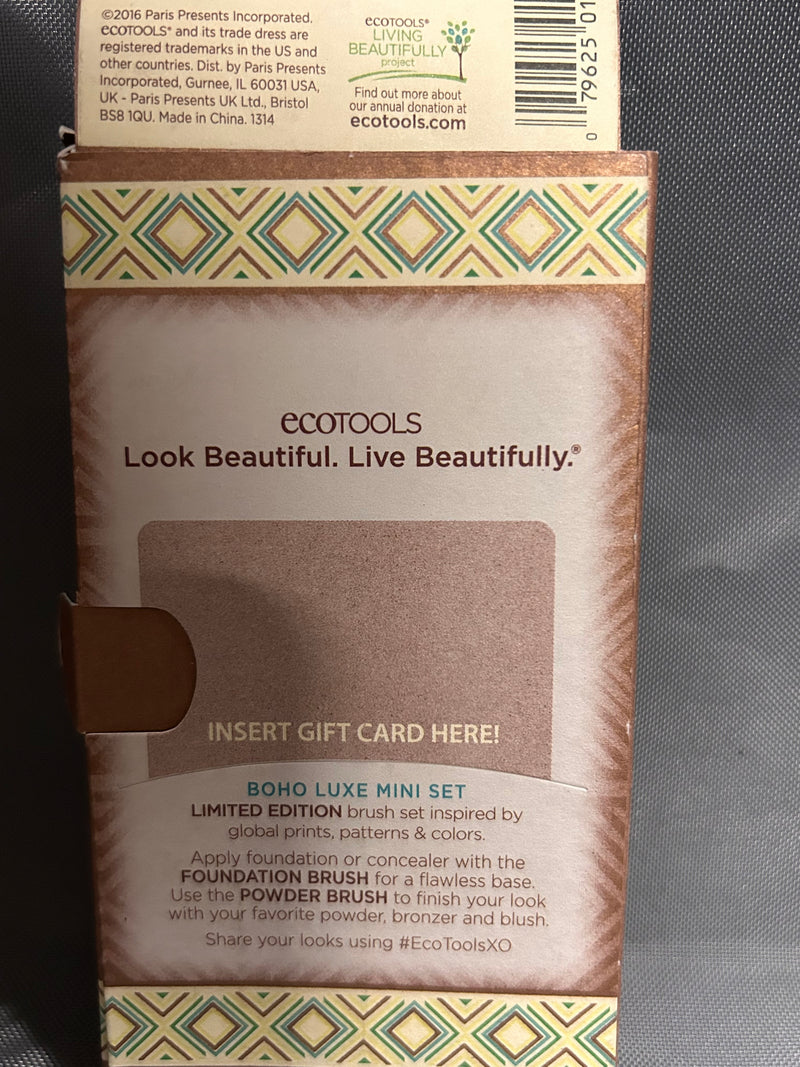 ©2016 Paris Presents Incorporated,
ecoTOOLS® and its trade dress are
registered trademarks in the US and
other countries. Dist. by Paris Presents
Incorporated, Gurnee, IL 60031 USA,
UK - Paris Presents UK Ltd., Bristol
BS8 1QU. Made in China. 1314
ecoTOOLS®
LIVING
BEAUTIFULLY
project
Find out more about
our annual donation at
ecotools.com
0 79625 01
ecoTOOLS
Look Beautiful. Live Beautifully.®
INSERT GIFT CARD HERE!
BOHO LUXE MINI SET
LIMITED EDITION brush set inspired by
global prints, patterns & colors.
Apply foundation or concealer with the
FOUNDATION BRUSH for a flawless base.
Use the POWDER BRUSH to finish your look
with your favorite powder, bronzer and blush.
Share your looks using #EcoToolsXO